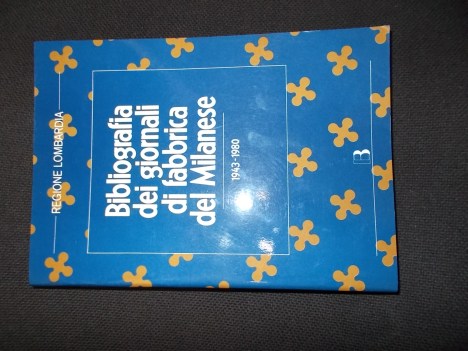 REGIONE LOMBARDIA
Bibliografia
dei giornali
di fabbrica
del Milanese
1943-1980
B